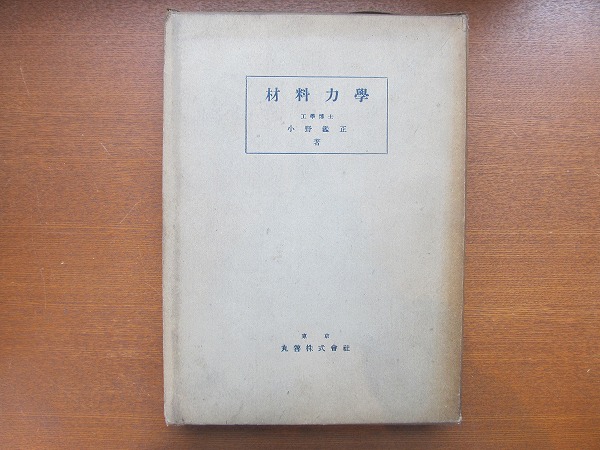 材料力學
工學博士
小野鑑正
著
東京
丸善株式會社